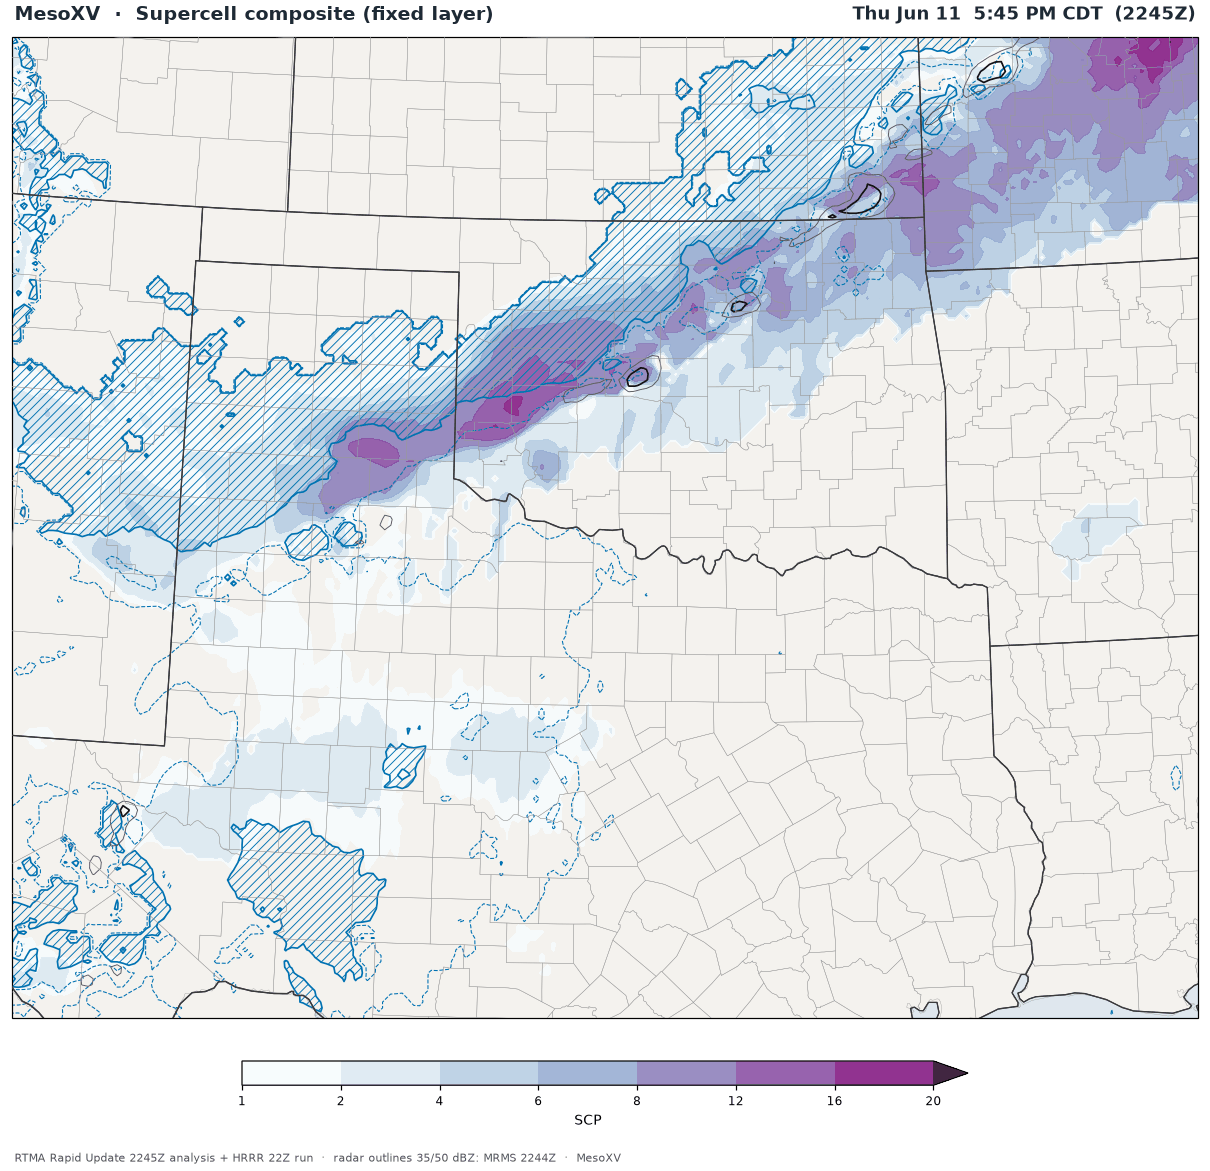 MesoXV · Supercell composite (fixed layer)
Thu Jun 11 5:45 PM CDT (2245Z)
1 2 4 6 8 12 16 20
SCP
RTMA Rapid Update 2245Z analysis + HRRR 22Z run · radar outlines 35/50 dBZ: MRMS 2244Z · MesoXV